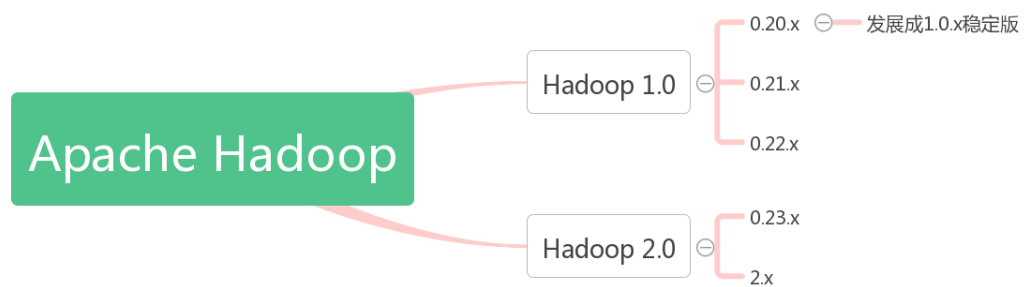 Apache Hadoop
Hadoop 1.0
0.20.x
发展成1.0.x稳定版
0.21.x
0.22.x
Hadoop 2.0
0.23.x
2.x